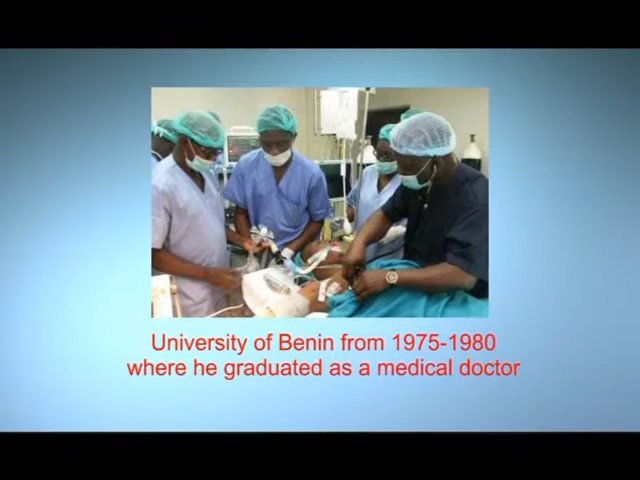 University of Benin from 1975-1980
where he graduated as a medical doctor